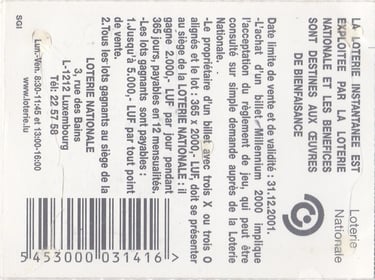 LA LOTERIE INSTANTANEE EST
EXPLOITEE PAR LA LOTERIE
NATIONALE ET LES BENEFICES
SONT DESTINES AUX ŒUVRES
DE BIENFAISANCE
Loterie
Nationale
Date limite de vente et de validité : 31.12.2001.
-L'achat d'un billet "Millennium 2000 implique
l'acceptation du règlement de jeu, qui peut être
consulté sur simple demande auprès de la Loterie
Nationale.
-Le propriétaire d'un billet avec trois X ou trois O
alignés et le lot : 365 x 2000,- LUF, doit se présenter
au siège de la LOTERIE NATIONALE : il
gagne 2.000,- LUF par jour pendant
365 jours, payables en 12 mensualités.
-Les lots gagnants sont payables :
1.Jusqu'à 5.000,- LUF par tout point
de vente.
2.Tous les lots gagnants au siège de la
LOTERIE NATIONALE
3, rue des Bains
L-1212 Luxembourg
Tél: 22 57 58
Lun.-Ven. 8:30-11:45 et 13:00-16:00
www.loterie.lu
SGI
5453000 031416 >